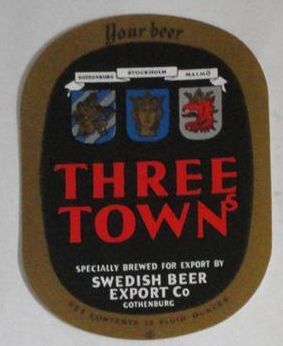 Your beer
GOTHENBURG STOCKHOLM MALMÖ
THREE
TOWNS
SPECIALLY BREWED FOR EXPORT BY
SWEDISH BEER
EXPORT Co
GOTHENBURG
NET CONTENTS 12 FLUID OUNCES